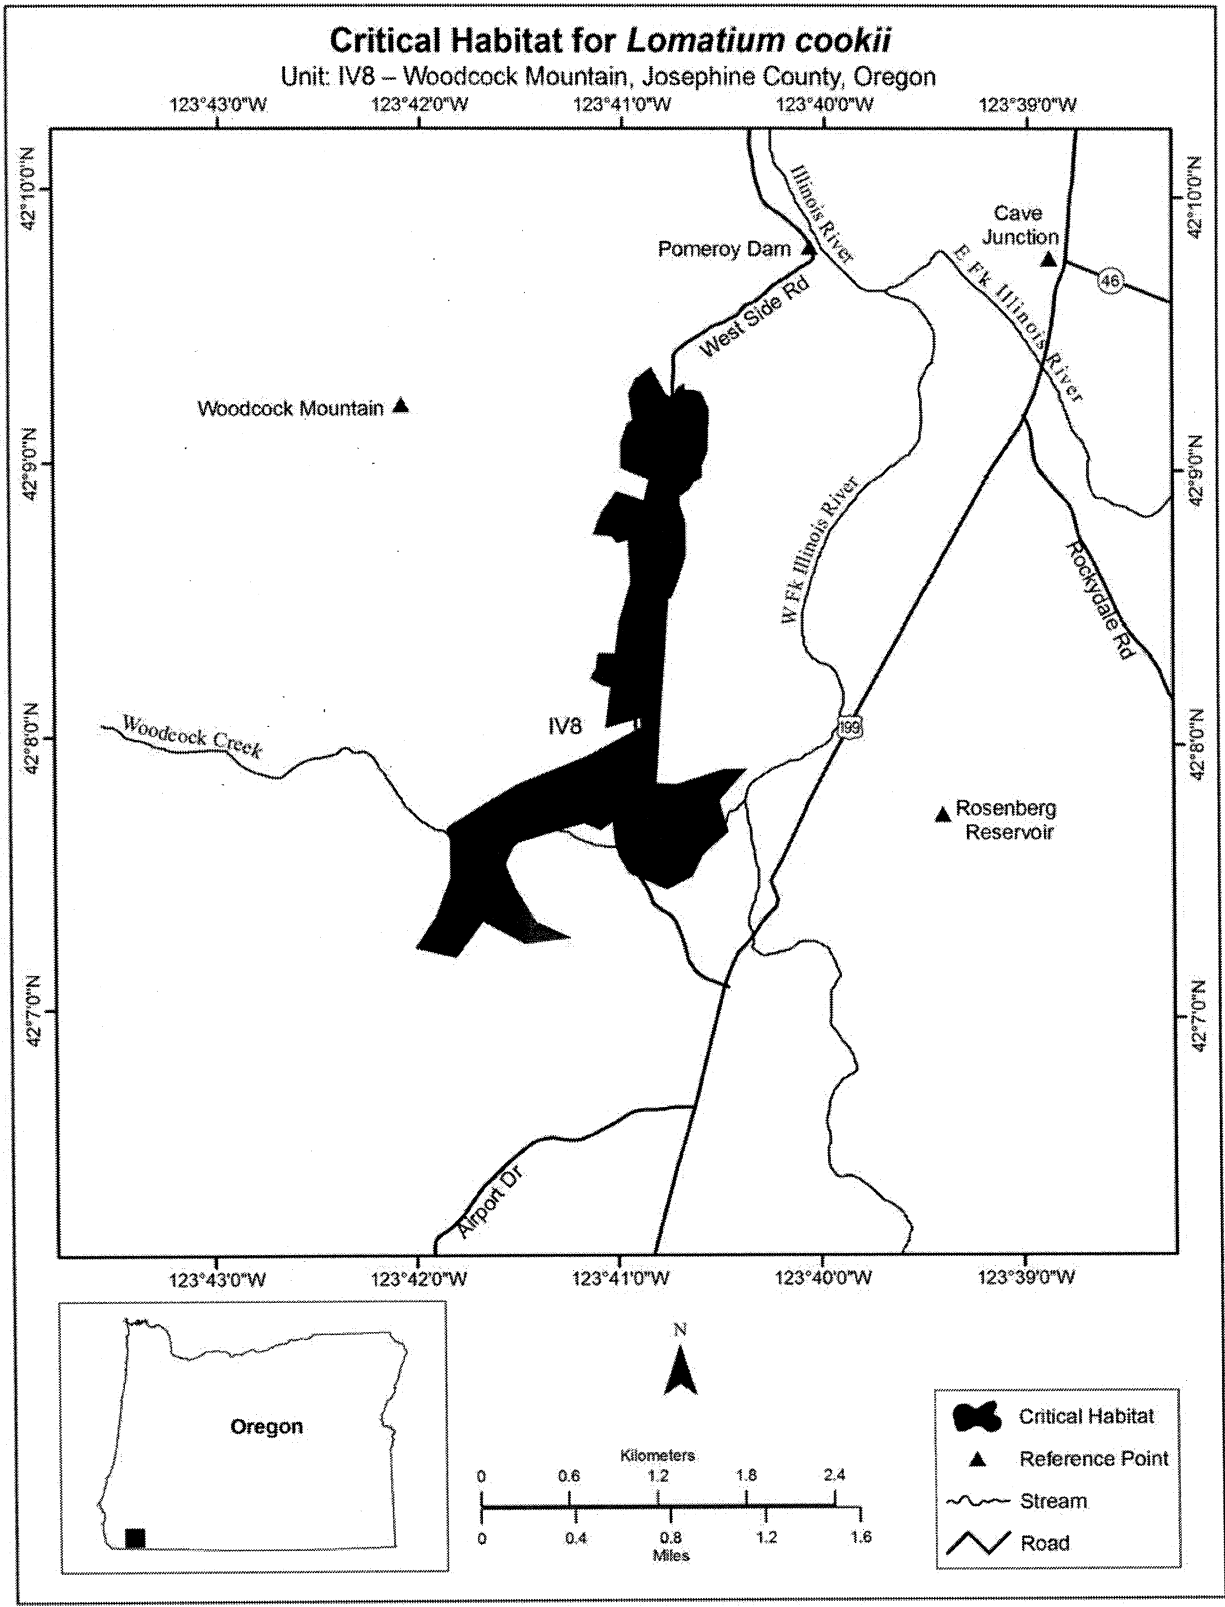 Critical Habitat for Lomatium cookii
Unit: IV8 – Woodcock Mountain, Josephine County, Oregon
123°43'0"W 123°42'0"W 123°41'0"W 123°40'0"W 123°39'0"W
42°10'0"N
42°10'0"N
Illinois River
Cave
Junction
Pomeroy Dam
E Fk Illinois River
46
West Side Rd
Woodcock Mountain
42°9'0"N
42°9'0"N
W Fk Illinois River
Rockydale Rd
Woodcock Creek
IV8
199
42°8'0"N
42°8'0"N
Rosenberg
Reservoir
42°7'0"N
42°7'0"N
Airport Dr
123°43'0"W 123°42'0"W 123°41'0"W 123°40'0"W 123°39'0"W
Oregon
N
Kilometers
0 0.6 1.2 1.8 2.4
0 0.4 0.8 1.2 1.6
Miles
Critical Habitat
Reference Point
Stream
Road